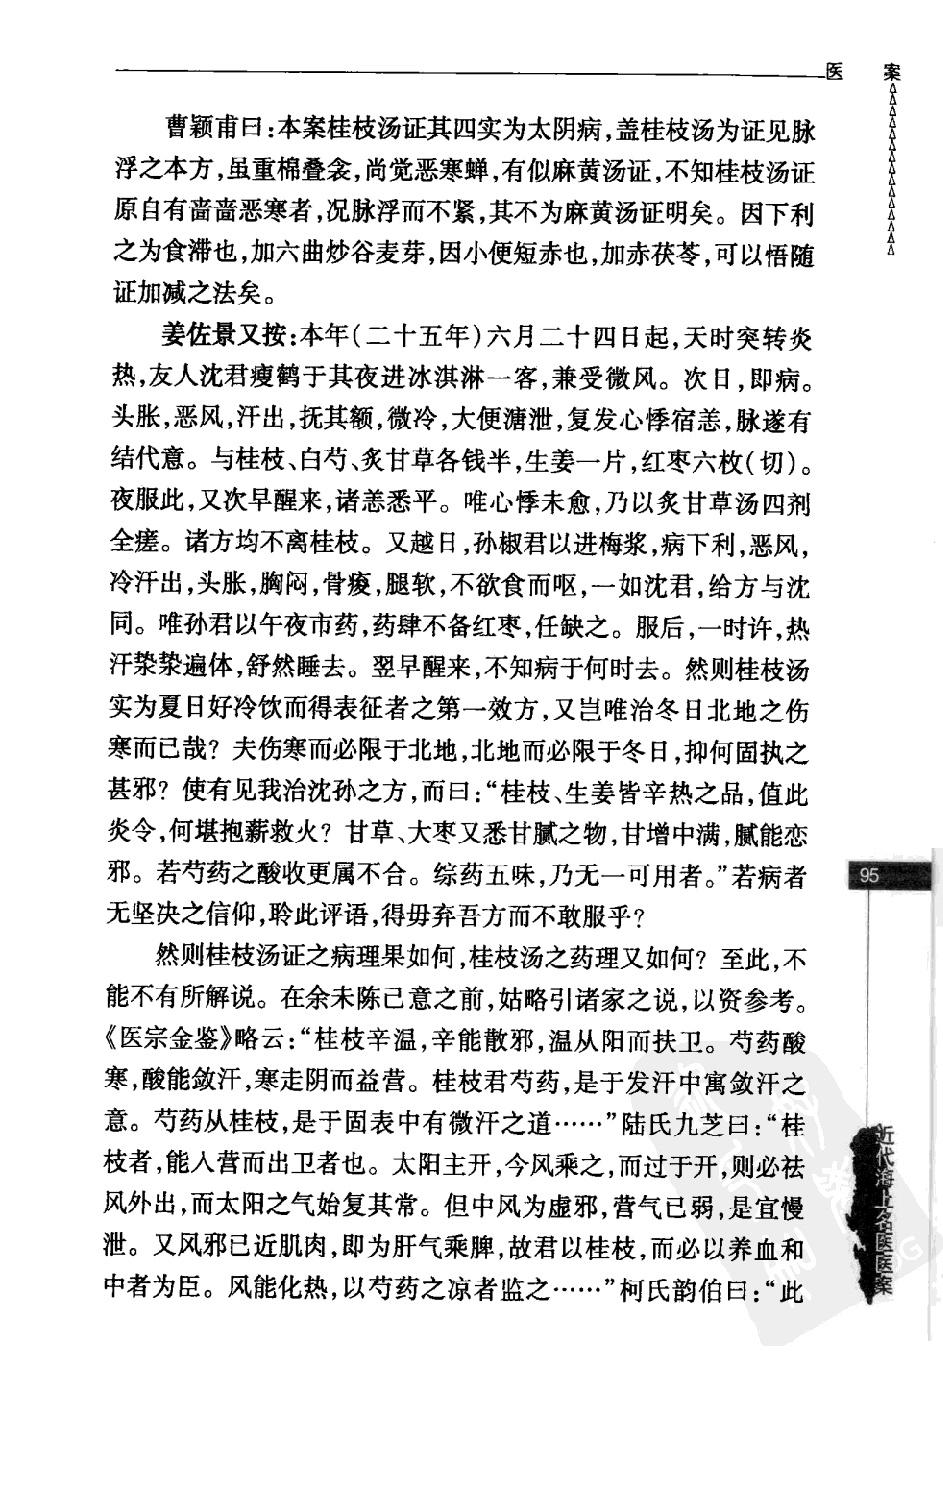 医 案
曹颖甫曰:本案桂枝汤证其四实为太阴病,盖桂枝汤为证见脉
浮之本方,虽重棉叠衾,尚觉恶寒蝉,有似麻黄汤证,不知桂枝汤证
原自有啬啬恶寒者,况脉浮而不紧,其不为麻黄汤证明矣。因下利
之为食滞也,加六曲炒谷麦芽,因小便短赤也,加赤茯苓,可以悟随
证加减之法矣。
姜佐景又按:本年(二十五年)六月二十四日起,天时突转炎
热,友人沈君瘦鹤于其夜进冰淇淋一客,兼受微风。次日,即病。
头胀,恶风,汗出,抚其额,微冷,大便溏泄,复发心悸宿恙,脉遂有
结代意。与桂枝、白芍、炙甘草各钱半,生姜一片,红枣六枚(切)。
夜服此,又次早醒来,诸恙悉平。唯心悸未愈,乃以炙甘草汤四剂
全瘥。诸方均不离桂枝。又越日,孙椒君以进梅浆,病下利,恶风,
冷汗出,头胀,胸闷,骨痠,腿软,不欲食而呕,一如沈君,给方与沈
同。唯孙君以午夜市药,药肆不备红枣,任缺之。服后,一时许,热
汗漐漐遍体,舒然睡去。翌早醒来,不知病于何时去。然则桂枝汤
实为夏日好冷饮而得表征者之第一效方,又岂唯治冬日北地之伤
寒而已哉?夫伤寒而必限于北地,北地而必限于冬日,抑何固执之
甚邪?使有见我治沈孙之方,而曰:“桂枝、生姜皆辛热之品,值此
炎令,何堪抱薪救火?甘草、大枣又悉甘腻之物,甘增中满,腻能恋
邪。若芍药之酸收更属不合。综药五味,乃无一可用者。”若病者
无坚决之信仰,聆此评语,得毋弃吾方而不敢服乎?
95
然则桂枝汤证之病理果如何,桂枝汤之药理又如何?至此,不
能不有所解说。在余未陈己意之前,姑略引诸家之说,以资参考。
《医宗金鉴》略云:“桂枝辛温,辛能散邪,温从阳而扶卫。芍药酸
寒,酸能敛汗,寒走阴而益营。桂枝君芍药,是于发汗中寓敛汗之
意。芍药从桂枝,是于固表中有微汗之道……”陆氏九芝曰:“桂
枝者,能入营而出卫者也。太阳主开,今风乘之,而过于开,则必祛
风外出,而太阳之气始复其常。但中风为虚邪,营气已弱,是宜慢
泄。又风邪已近肌肉,即为肝气乘脾,故君以桂枝,而必以养血和
中者为臣。风能化热,以芍药之凉者监之……”柯氏韵伯曰:“此
近代海上名医医案